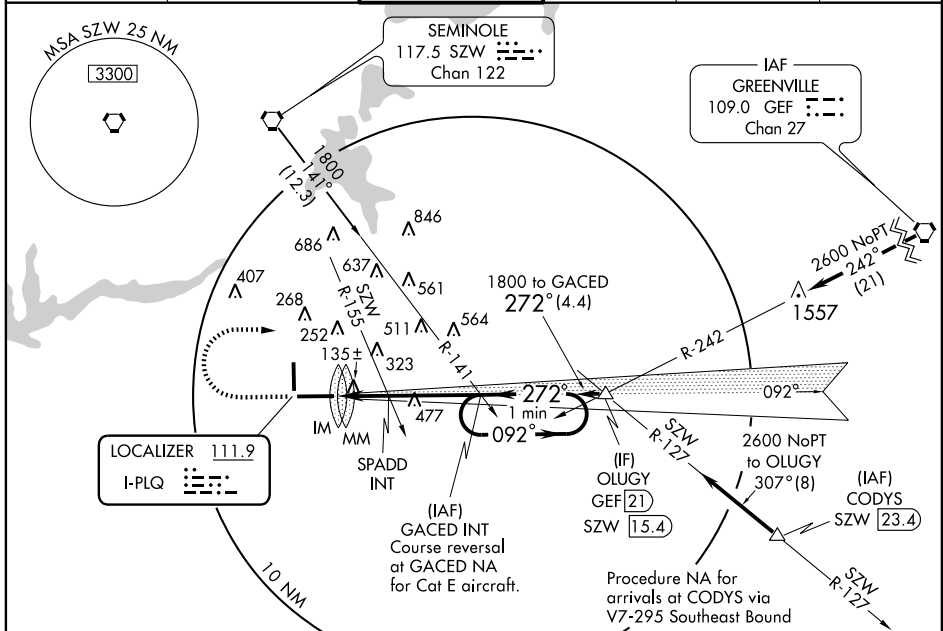 MSA SZW 25 NM
3300
SEMINOLE
117.5 SZW
Chan 122
IAF
GREENVILLE
109.0 GEF
Chan 27
1800
141°
(12.3)
2600 NoPT
242°
(21)
1557
R-242
846
686
637
561
407
268
252
511
564
323
135±
477
SZW
R-155
R-141
1800 to GACED
272° (4.4)
272°
1 min
092°
092°
IM
MM
LOCALIZER 111.9
I-PLQ
SPADD
INT
(IAF)
GACED INT
Course reversal
at GACED NA
for Cat E aircraft.
(IF)
OLUGY
GEF 21
SZW 15.4
SZW
R-127
2600 NoPT
to OLUGY
307° (8)
(IAF)
CODYS
SZW 23.4
SZW
R-127
10 NM
Procedure NA for
arrivals at CODYS via
V7-295 Southeast Bound